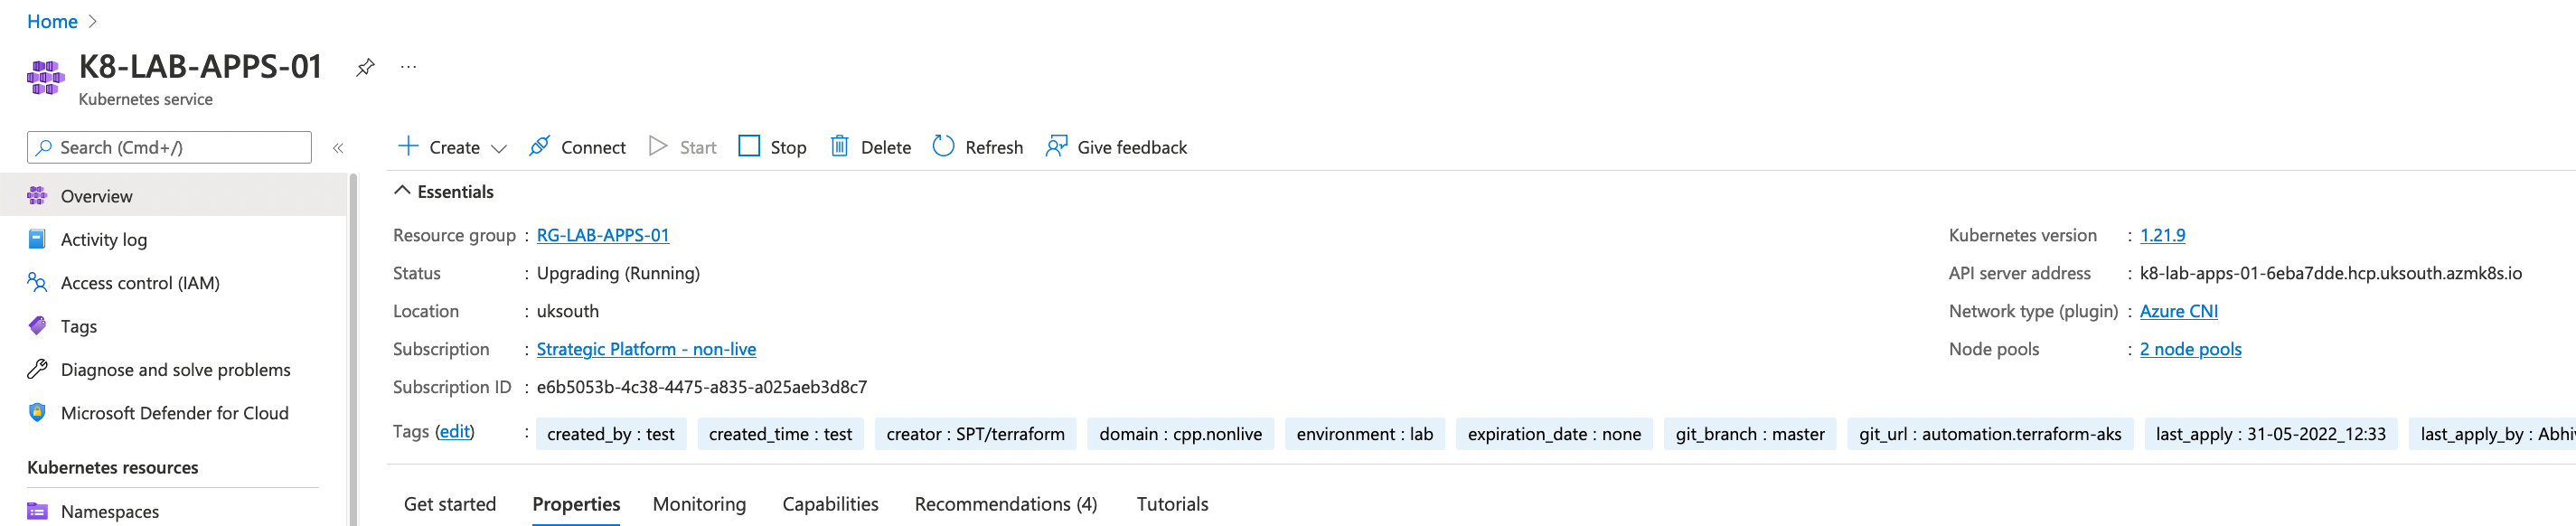 Home
K8-LAB-APPS-01 ...
Kubernetes service
Search (Cmd+/) «
Create Connect Start Stop Delete Refresh Give feedback
Overview
Activity log
Access control (IAM)
Tags
Diagnose and solve problems
Microsoft Defender for Cloud
Kubernetes resources
Namespaces
Essentials
Resource group : RG-LAB-APPS-01
Status : Upgrading (Running)
Location : uksouth
Subscription : Strategic Platform - non-live
Subscription ID : e6b5053b-4c38-4475-a835-a025aeb3d8c7
Kubernetes version : 1.21.9
API server address : k8-lab-apps-01-6eba7dde.hcp.uksouth.azmk8s.io
Network type (plugin) : Azure CNI
Node pools : 2 node pools
Tags (edit) : created_by : test created_time : test creator : SPT/terraform domain : cpp.nonlive environment : lab expiration_date : none git_branch : master git_url : automation.terraform-aks last_apply : 31-05-2022_12:33 last_apply_by :
Get started Properties Monitoring Capabilities Recommendations (4) Tutorials